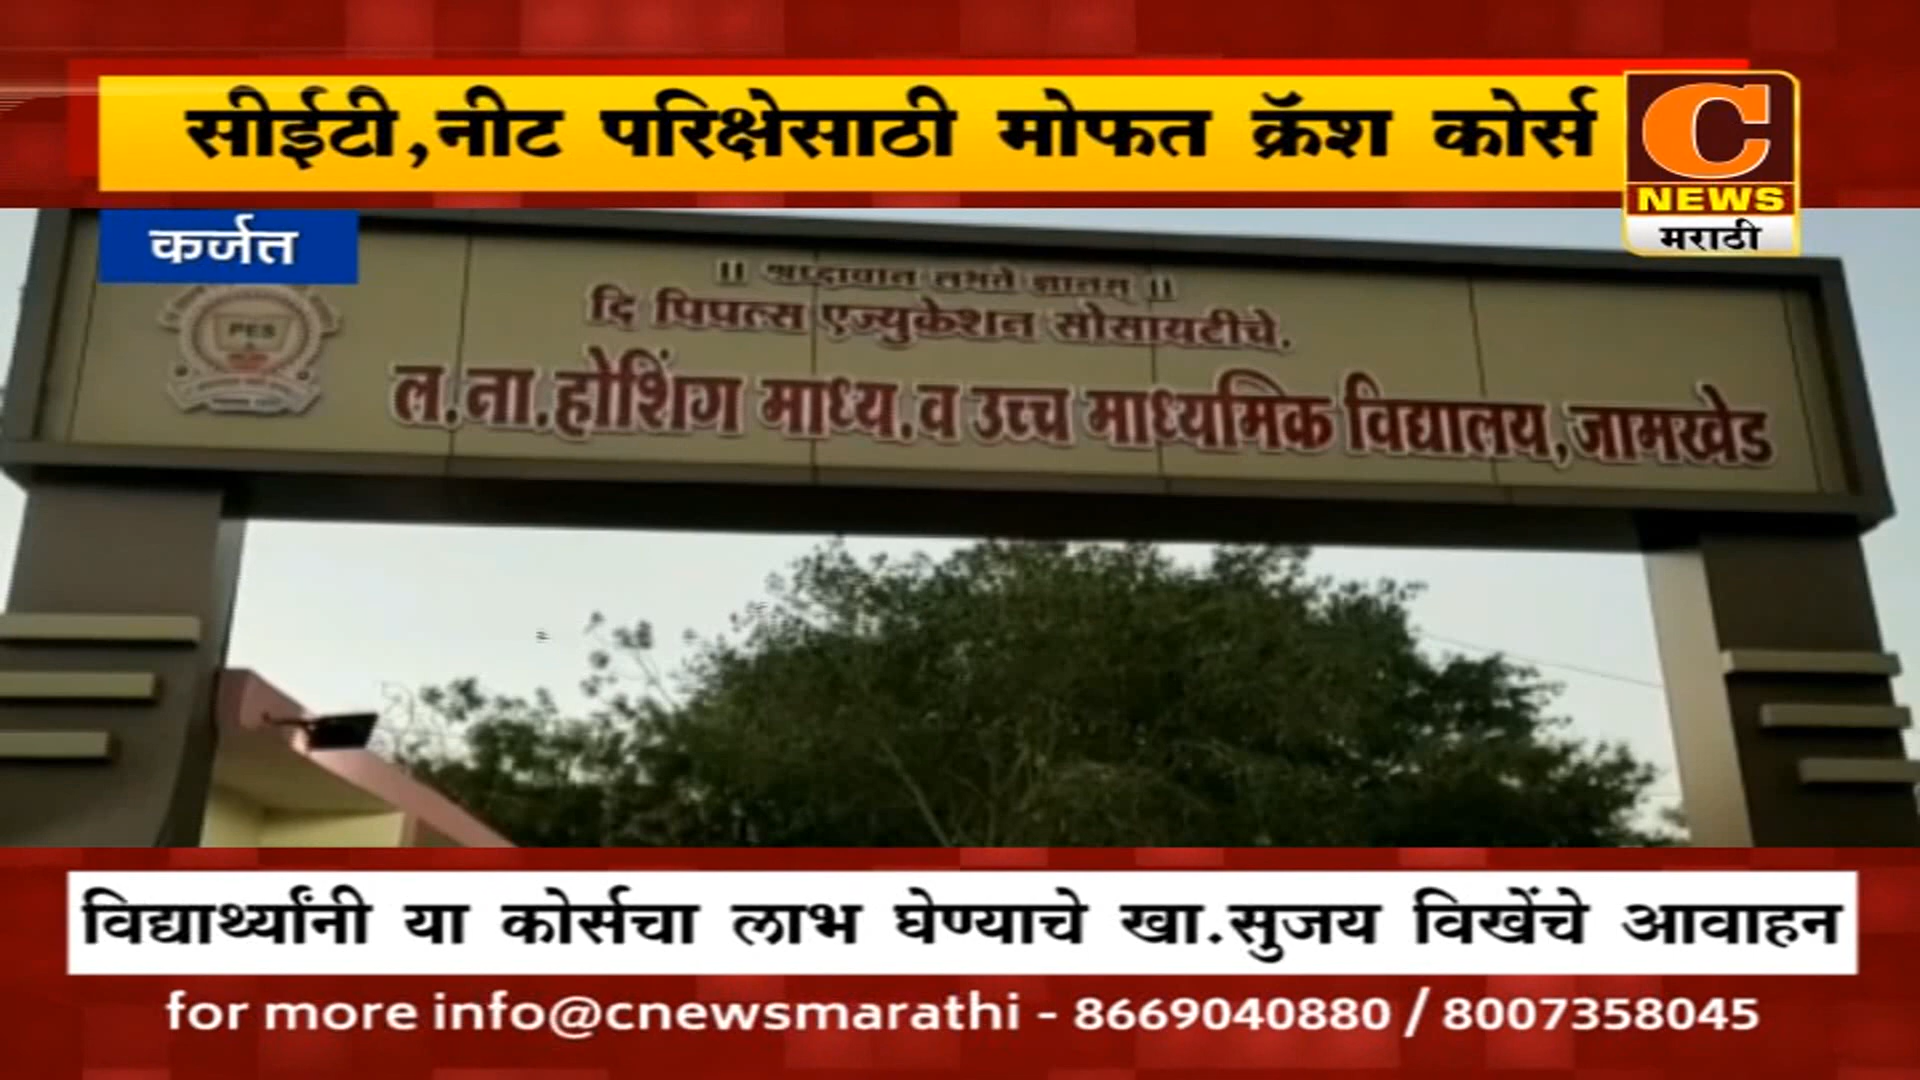 सीईटी,नीट परिक्षेसाठी मोफत क्रॅश कोर्स
C
NEWS
मराठी
कर्जत
PES
दि पिपल्स एज्युकेशन सोसायटीचे.
ल.ना.होशिंग माध्य.व उच्च माध्यमिक विद्यालय,जामखेड
विद्यार्थ्यांनी या कोर्सचा लाभ घेण्याचे खा.सुजय विखेंचे आवाहन
for more info@cnewsmarathi - 8669040880 / 8007358045